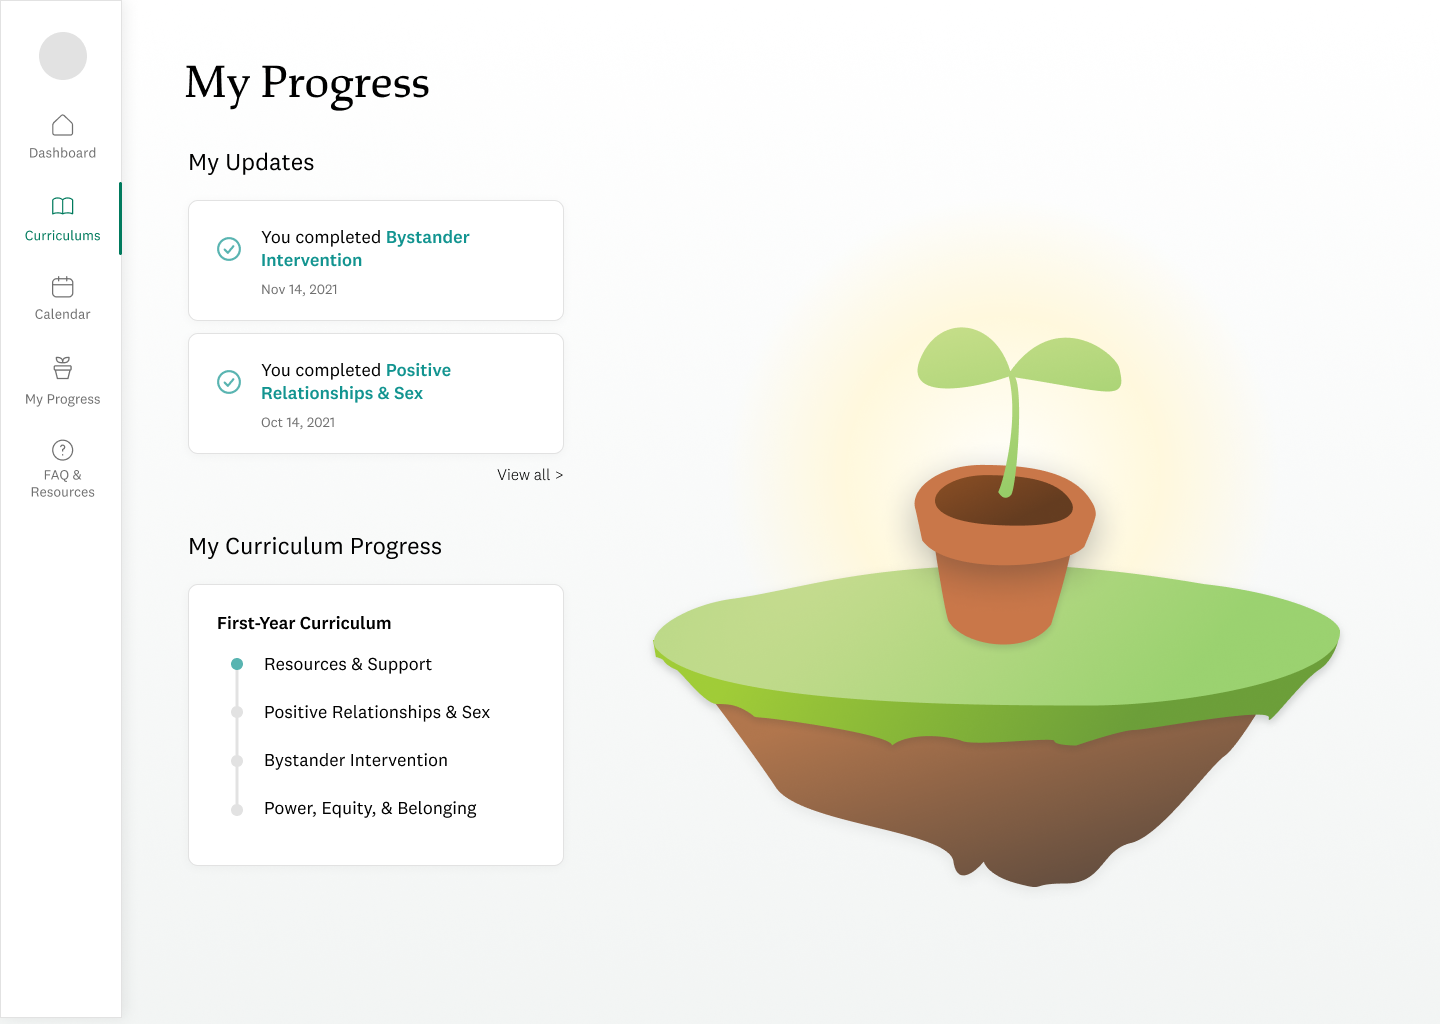 My Progress
Dashboard
Curriculums
Calendar
My Progress
FAQ &
Resources
My Updates
You completed Bystander
Intervention
Nov 14, 2021
You completed Positive
Relationships & Sex
Oct 14, 2021
View all >
My Curriculum Progress
First-Year Curriculum
Resources & Support
Positive Relationships & Sex
Bystander Intervention
Power, Equity, & Belonging